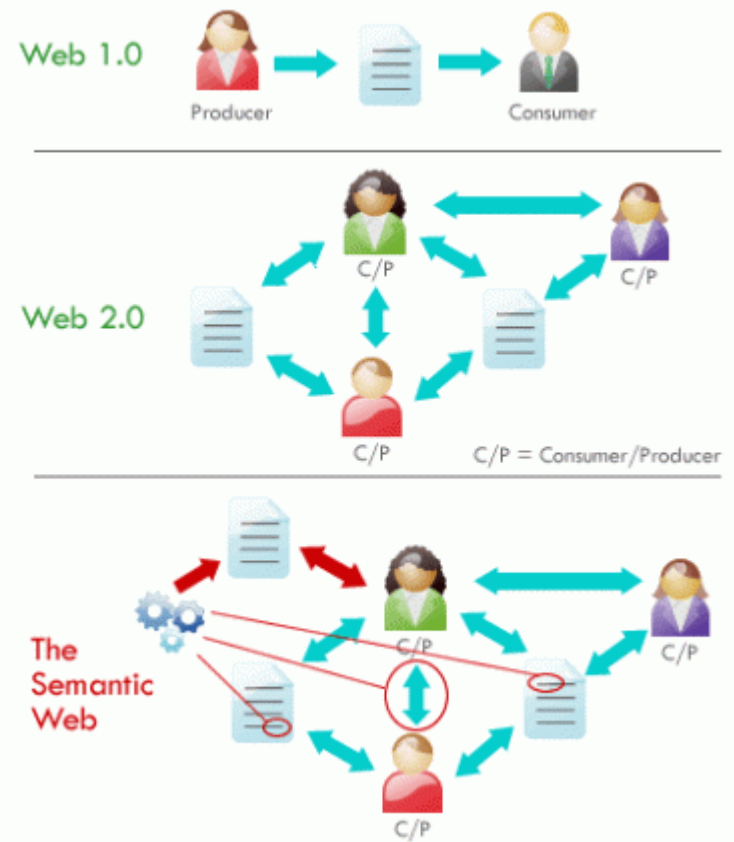 Web 1.0
Producer
Consumer
C/P
C/P
Web 2.0
C/P
C/P = Consumer/Producer
C/P
C/P
The
Semantic
Web
C/P